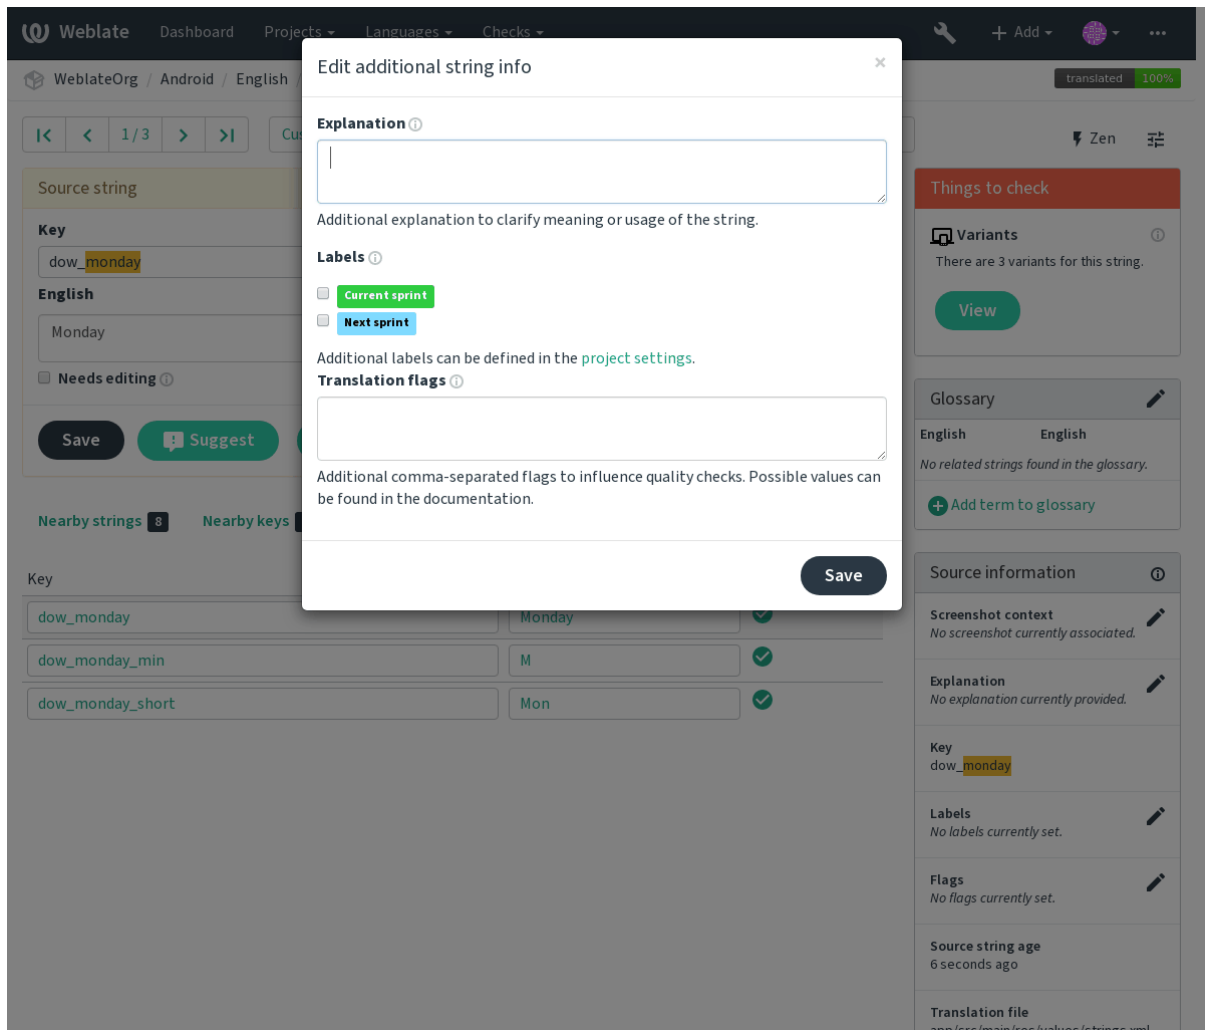 Weblate Dashboard Projects Languages Checks Add
WeblateOrg / Android / English /
translated 100%
1 / 3
Zen
Edit additional string info
×
Explanation
Additional explanation to clarify meaning or usage of the string.
Labels
Current sprint
Next sprint
Additional labels can be defined in the project settings.
Translation flags
Additional comma-separated flags to influence quality checks. Possible values can
be found in the documentation.
Save
Source string
Key
dow_monday
English
Monday
Needs editing
Save
Suggest
Nearby strings 8
Nearby keys
Key
dow_monday Monday
dow_monday_min M
dow_monday_short Mon
Things to check
Variants
There are 3 variants for this string.
View
Glossary
English English
No related strings found in the glossary.
Add term to glossary
Source information
Screenshot context
No screenshot currently associated.
Explanation
No explanation currently provided.
Key
dow_monday
Labels
No labels currently set.
Flags
No flags currently set.
Source string age
6 seconds ago
Translation file